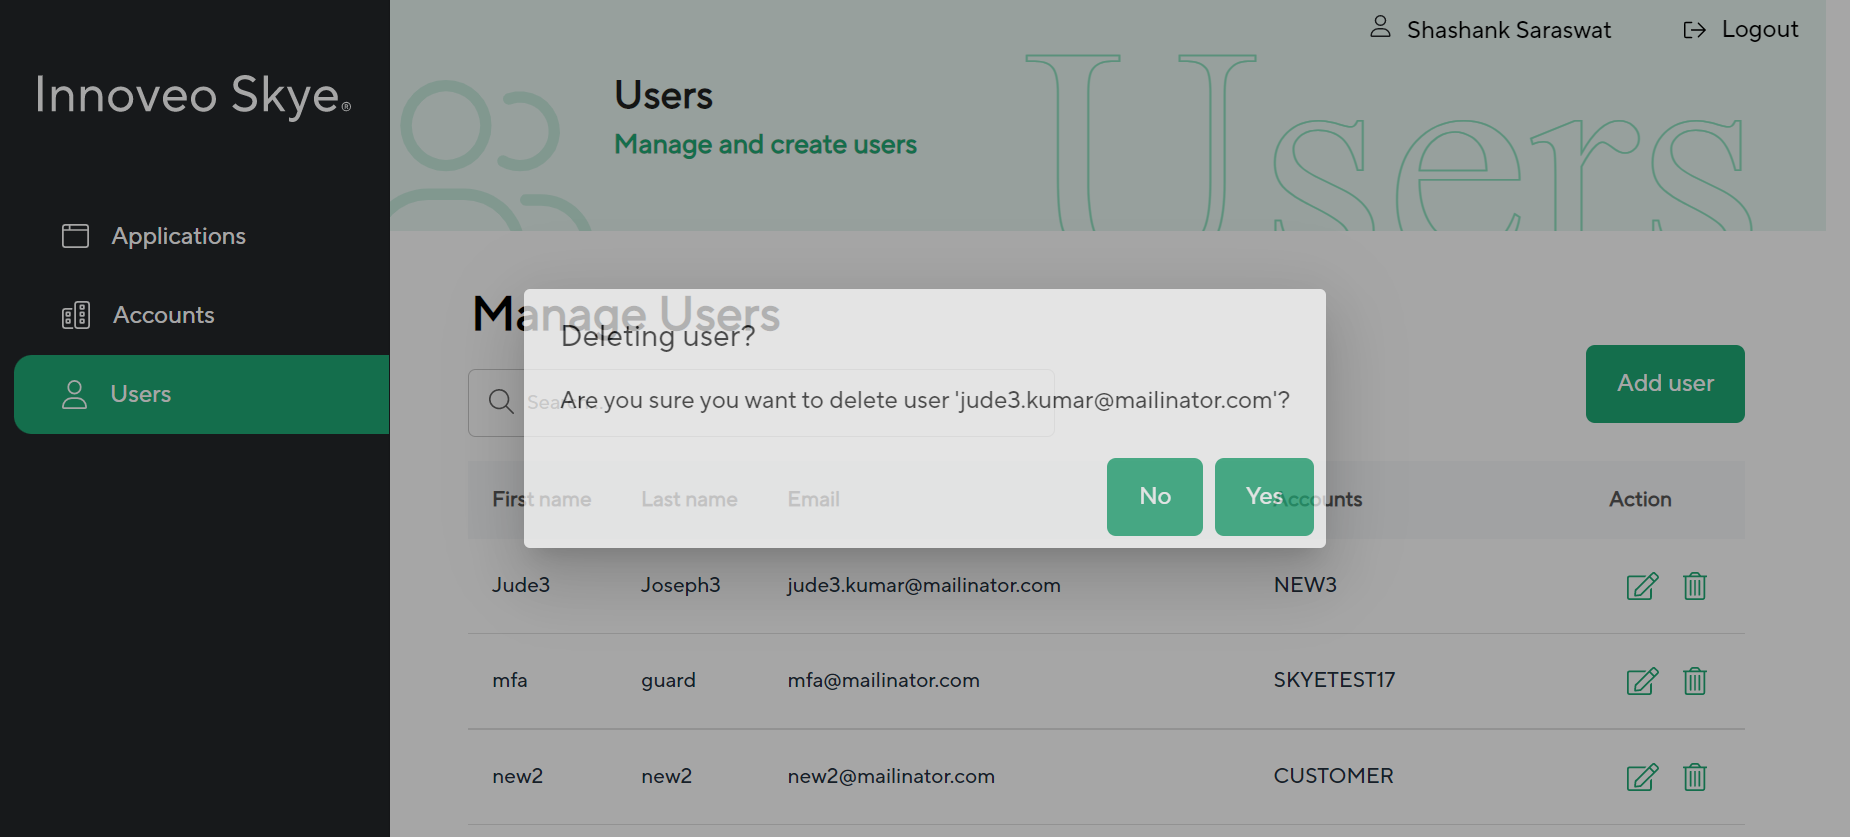 Innoveo Skye®
Applications
Accounts
Users
Shashank Saraswat
Logout
Users
Manage and create users
Users
Manage Users
Search...
Add user
Deleting user?
Are you sure you want to delete user 'jude3.kumar@mailinator.com'?
No
Yes
First name Last name Email Accounts Action
Jude3 Joseph3 jude3.kumar@mailinator.com NEW3
mfa guard mfa@mailinator.com SKYETEST17
new2 new2 new2@mailinator.com CUSTOMER